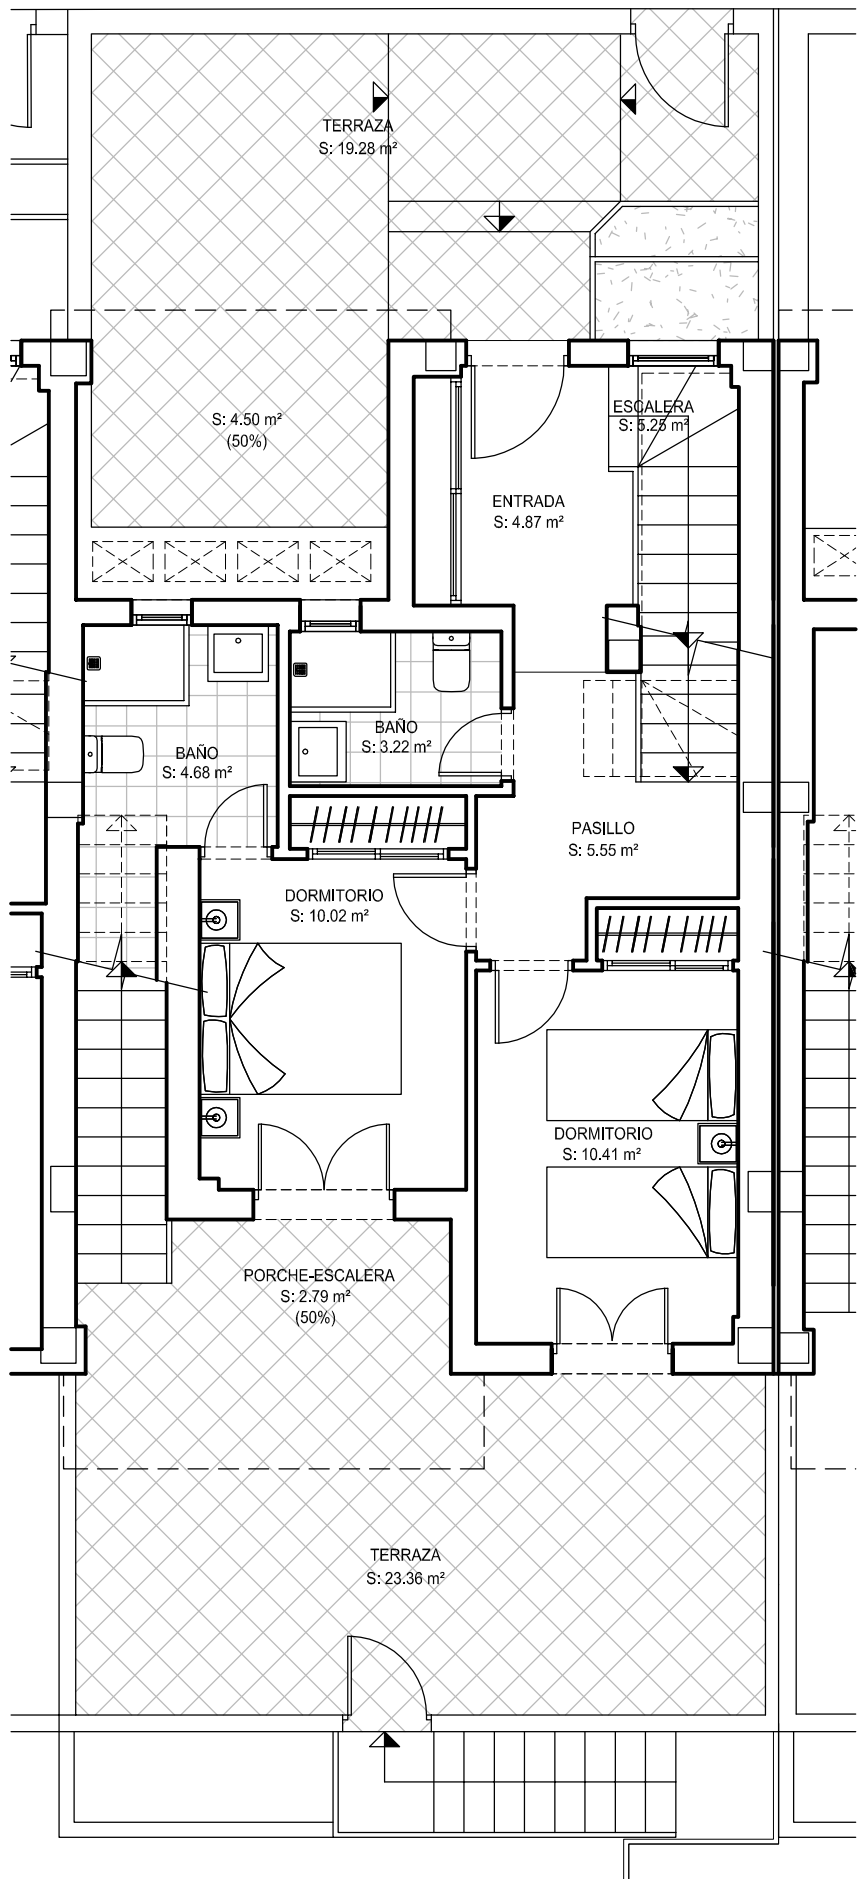 TERRAZA
S: 19.28 m²
S: 4.50 m²
(50%)
ESCALERA
S: 5.25 m²
ENTRADA
S: 4.87 m²
BAÑO
S: 3.22 m²
BAÑO
S: 4.68 m²
PASILLO
S: 5.55 m²
DORMITORIO
S: 10.02 m²
DORMITORIO
S: 10.41 m²
PORCHE-ESCALERA
S: 2.79 m²
(50%)
TERRAZA
S: 23.36 m²